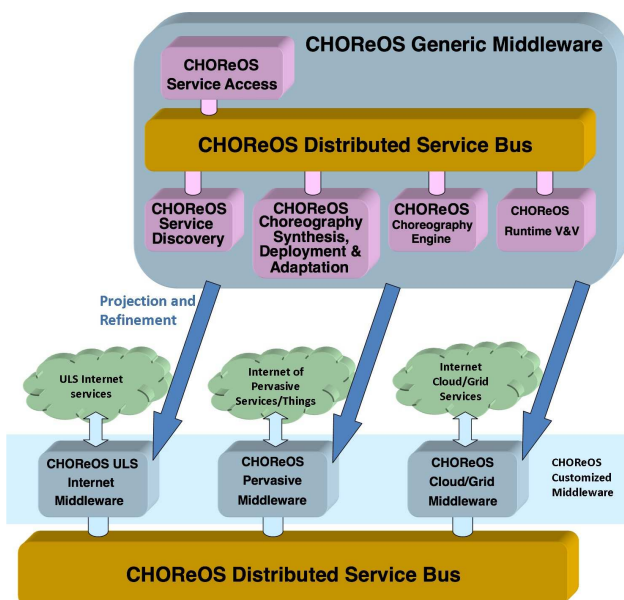 CHOReOS Generic Middleware
CHOReOS
Service Access
CHOReOS Distributed Service Bus
CHOReOS
Service
Discovery
CHOReOS
Choreography
Synthesis,
Deployment &
Adaptation
CHOReOS
Choreography
Engine
CHOReOS
Runtime V&V
Projection and
Refinement
ULS Internet
services
Internet of
Pervasive
Services/Things
Internet
Cloud/Grid
Services
CHOReOS ULS
Internet
Middleware
CHOReOS
Pervasive
Middleware
CHOReOS
Cloud/Grid
Middleware
CHOReOS
Customized
Middleware
CHOReOS Distributed Service Bus